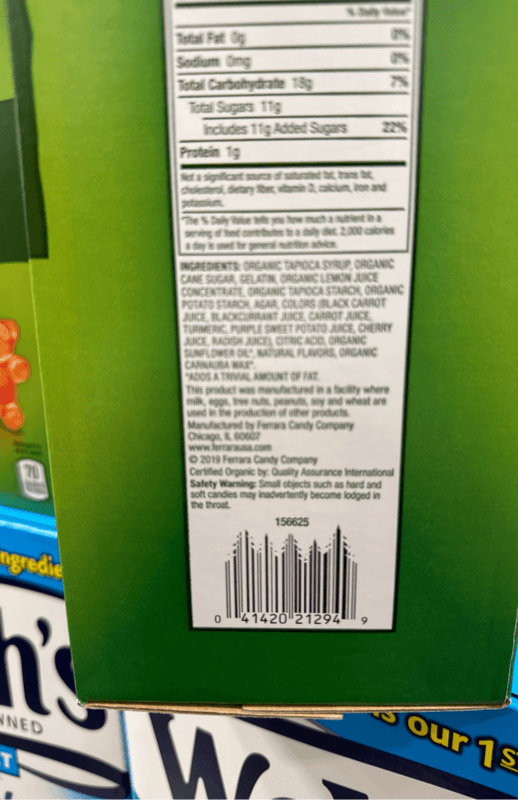 % Daily Value*
Total Fat 0g 0%
Sodium 0mg 0%
Total Carbohydrate 18g 7%
Total Sugars 11g
Includes 11g Added Sugars 22%
Protein 1g
Not a significant source of saturated fat, trans fat,
cholesterol, dietary fiber, vitamin D, calcium, iron and
potassium.
*The % Daily Value tells you how much a nutrient in a
serving of food contributes to a daily diet. 2,000 calories
a day is used for general nutrition advice.
INGREDIENTS: ORGANIC TAPIOCA SYRUP, ORGANIC
CANE SUGAR, GELATIN, ORGANIC LEMON JUICE
CONCENTRATE, ORGANIC TAPIOCA STARCH, ORGANIC
POTATO STARCH, AGAR, COLORS (BLACK CARROT
JUICE, BLACKCURRANT JUICE, CARROT JUICE,
TURMERIC, PURPLE SWEET POTATO JUICE, CHERRY
JUICE, RADISH JUICE), CITRIC ACID, ORGANIC
SUNFLOWER OIL*, NATURAL FLAVORS, ORGANIC
CARNAUBA WAX*.
*ADDS A TRIVIAL AMOUNT OF FAT.
This product was manufactured in a facility where
milk, eggs, tree nuts, peanuts, soy and wheat are
used in the production of other products.
Manufactured by Ferrara Candy Company
Chicago, IL 60607
www.ferrarausa.com
© 2019 Ferrara Candy Company
Certified Organic by: Quality Assurance International
Safety Warning: Small objects such as hard and
soft candies may inadvertently become lodged in
the throat.
156625
0 41420 21294 9
70
ngredie
h's
WNED
T
s our 1s
W